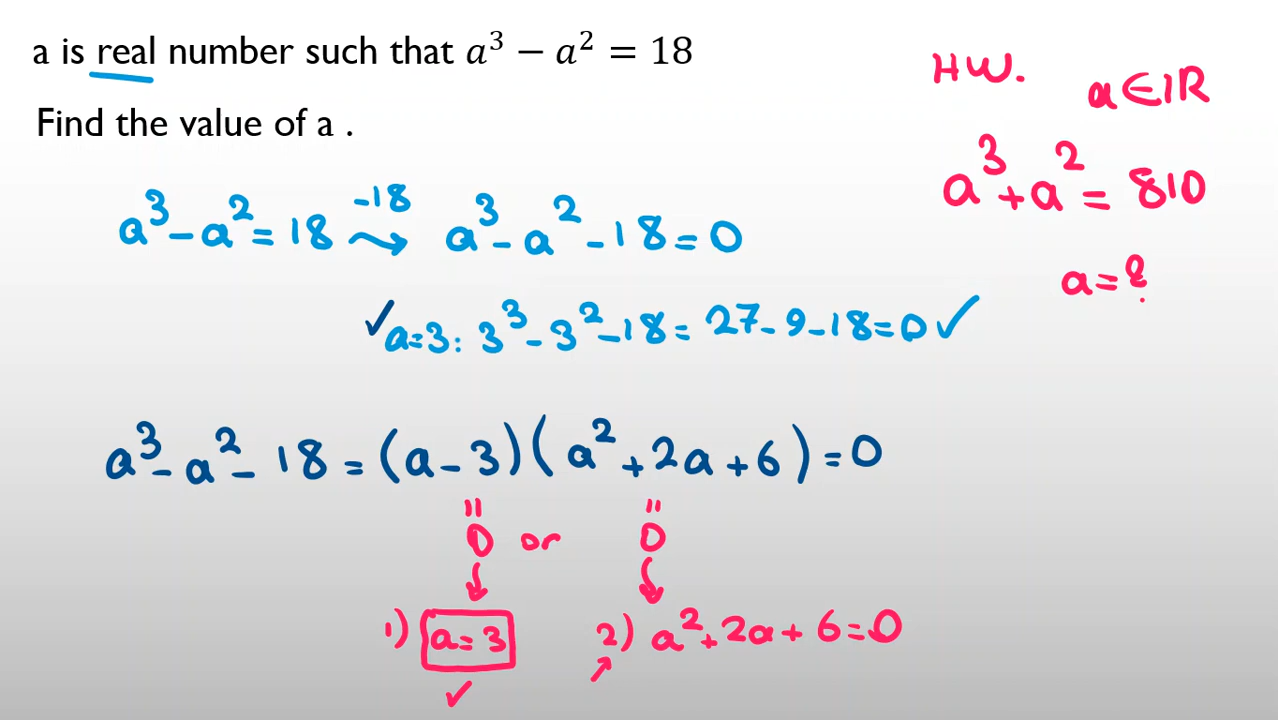 a is real number such that a³ − a² = 18
Find the value of a .
HW. a∈ℝ
a³+a² = 810
a=?
a³-a²=18 -18→ a³-a²-18=0
✓a=3: 3³-3²-18= 27-9-18=0✓
a³-a²-18=(a-3)(a²+2a+6)=0
= =
0 or 0
↓ ↓
1) a=3 2) a²+2a+6=0
✓ ↗